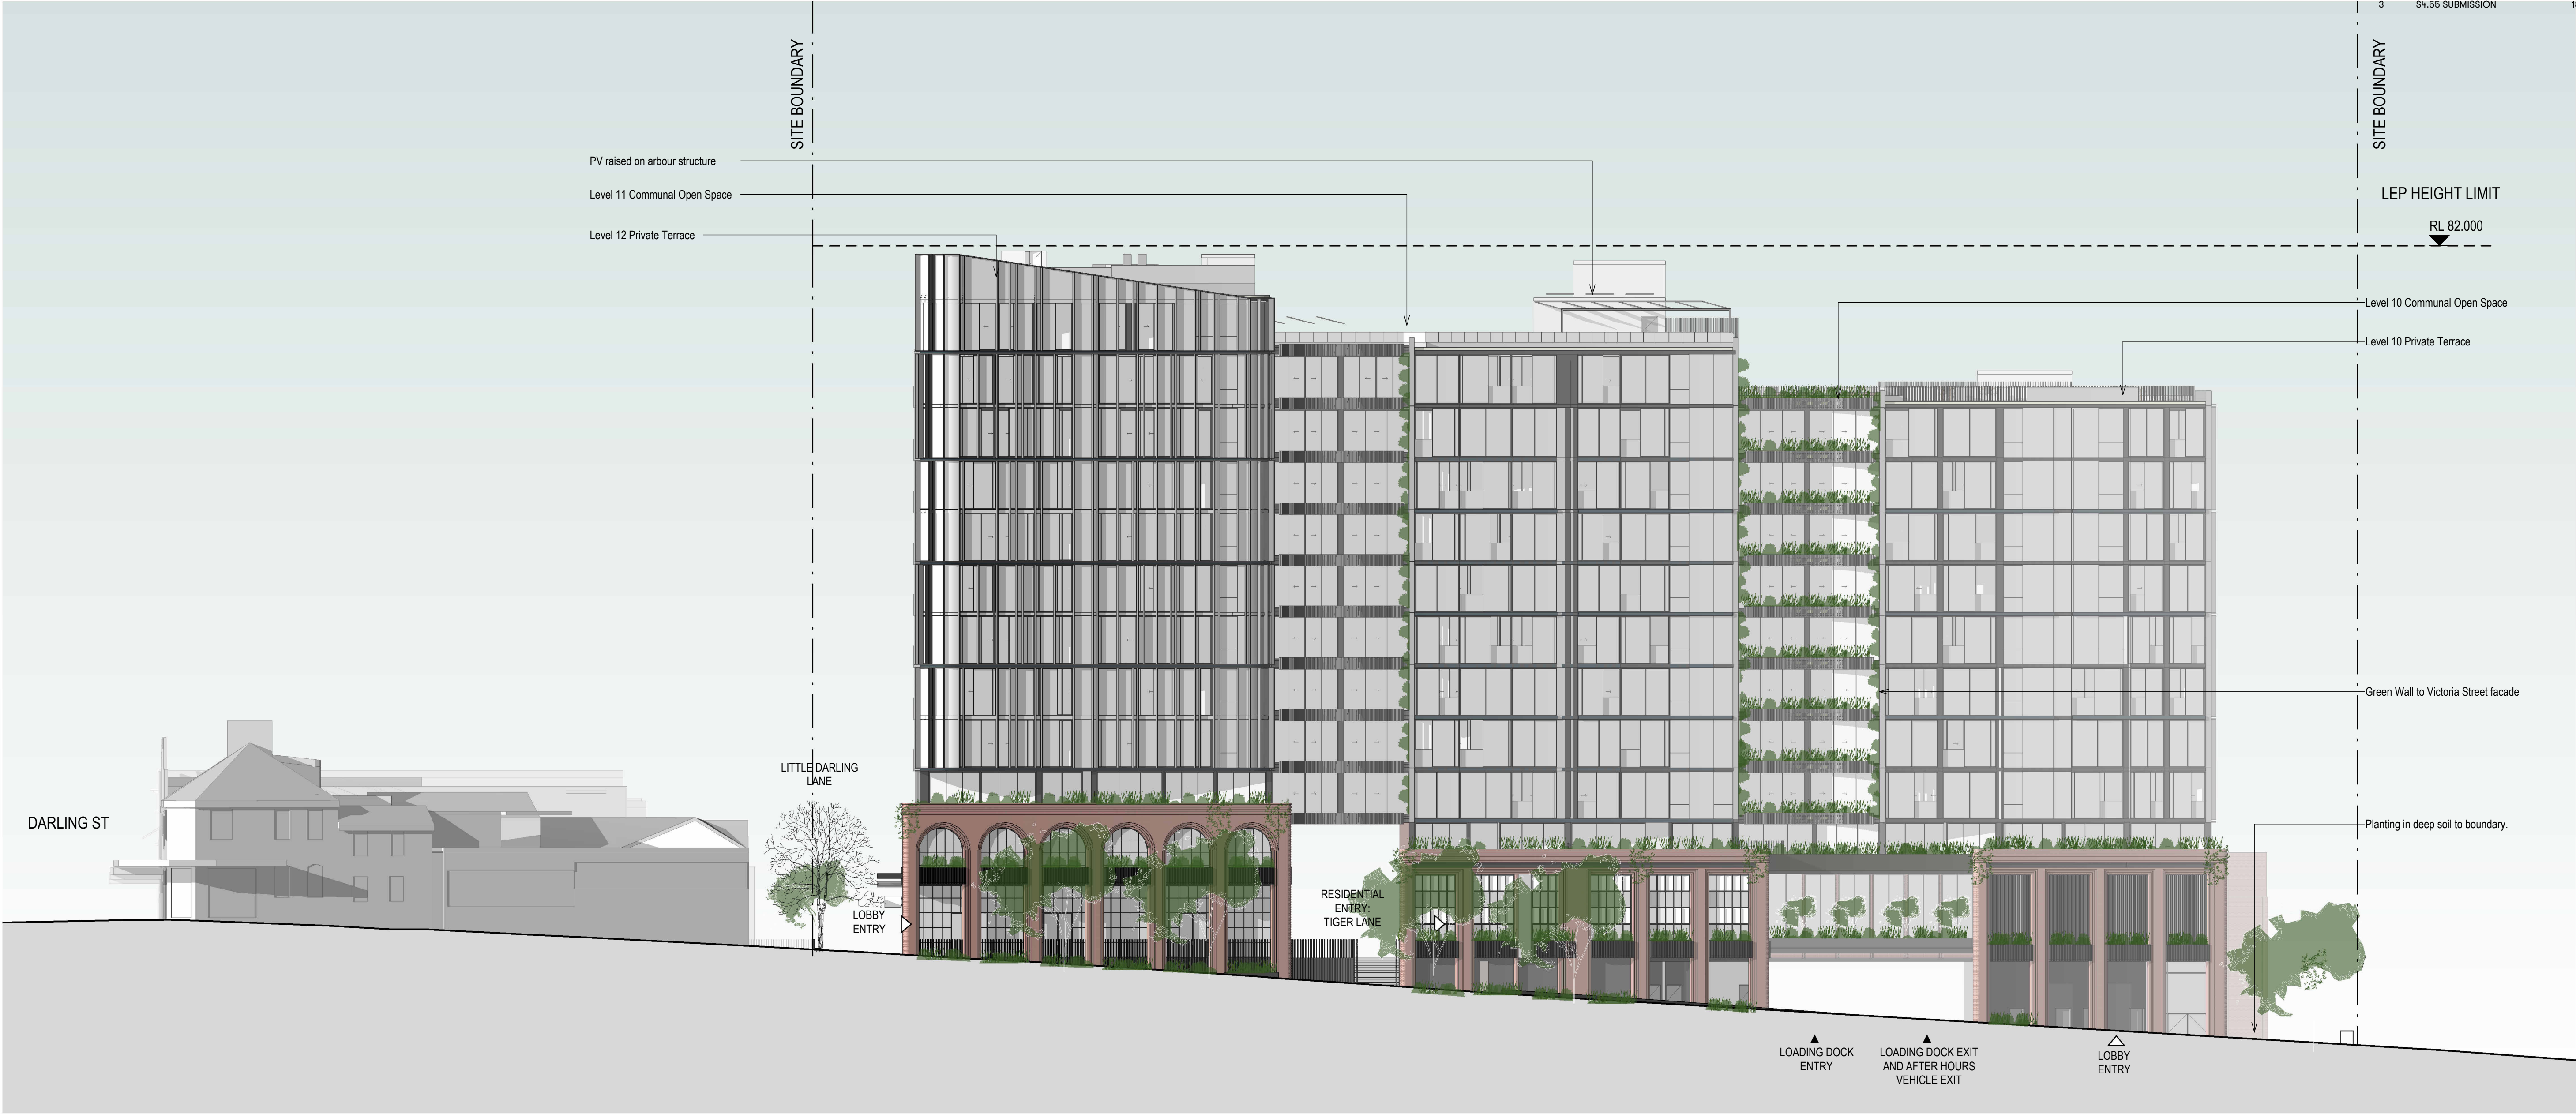 3 S4.55 SUBMISSION
SITE BOUNDARY
SITE BOUNDARY
PV raised on arbour structure
Level 11 Communal Open Space
LEP HEIGHT LIMIT
RL 82.000
Level 12 Private Terrace
Level 10 Communal Open Space
Level 10 Private Terrace
Green Wall to Victoria Street facade
LITTLE DARLING
LANE
DARLING ST
Planting in deep soil to boundary.
LOBBY
ENTRY
RESIDENTIAL
ENTRY:
TIGER LANE
LOADING DOCK
ENTRY
LOADING DOCK EXIT
AND AFTER HOURS
VEHICLE EXIT
LOBBY
ENTRY